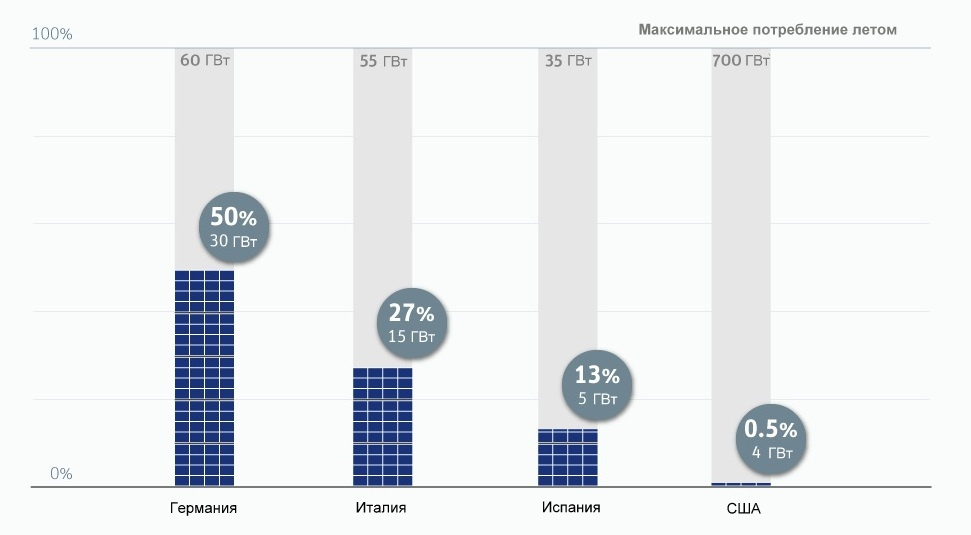 100%
Максимальное потребление летом
60 ГВт
55 ГВт
35 ГВт
700 ГВт
50%
30 ГВт
27%
15 ГВт
13%
5 ГВт
0.5%
4 ГВт
0%
Германия
Италия
Испания
США